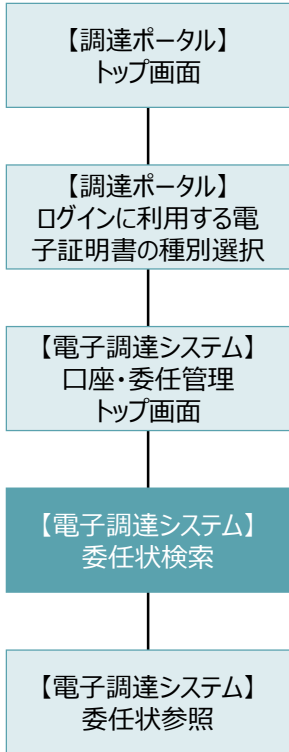 【調達ポータル】
トップ画面
【調達ポータル】
ログインに利用する電
子証明書の種別選択
【電子調達システム】
口座・委任管理
トップ画面
【電子調達システム】
委任状検索
【電子調達システム】
委任状参照